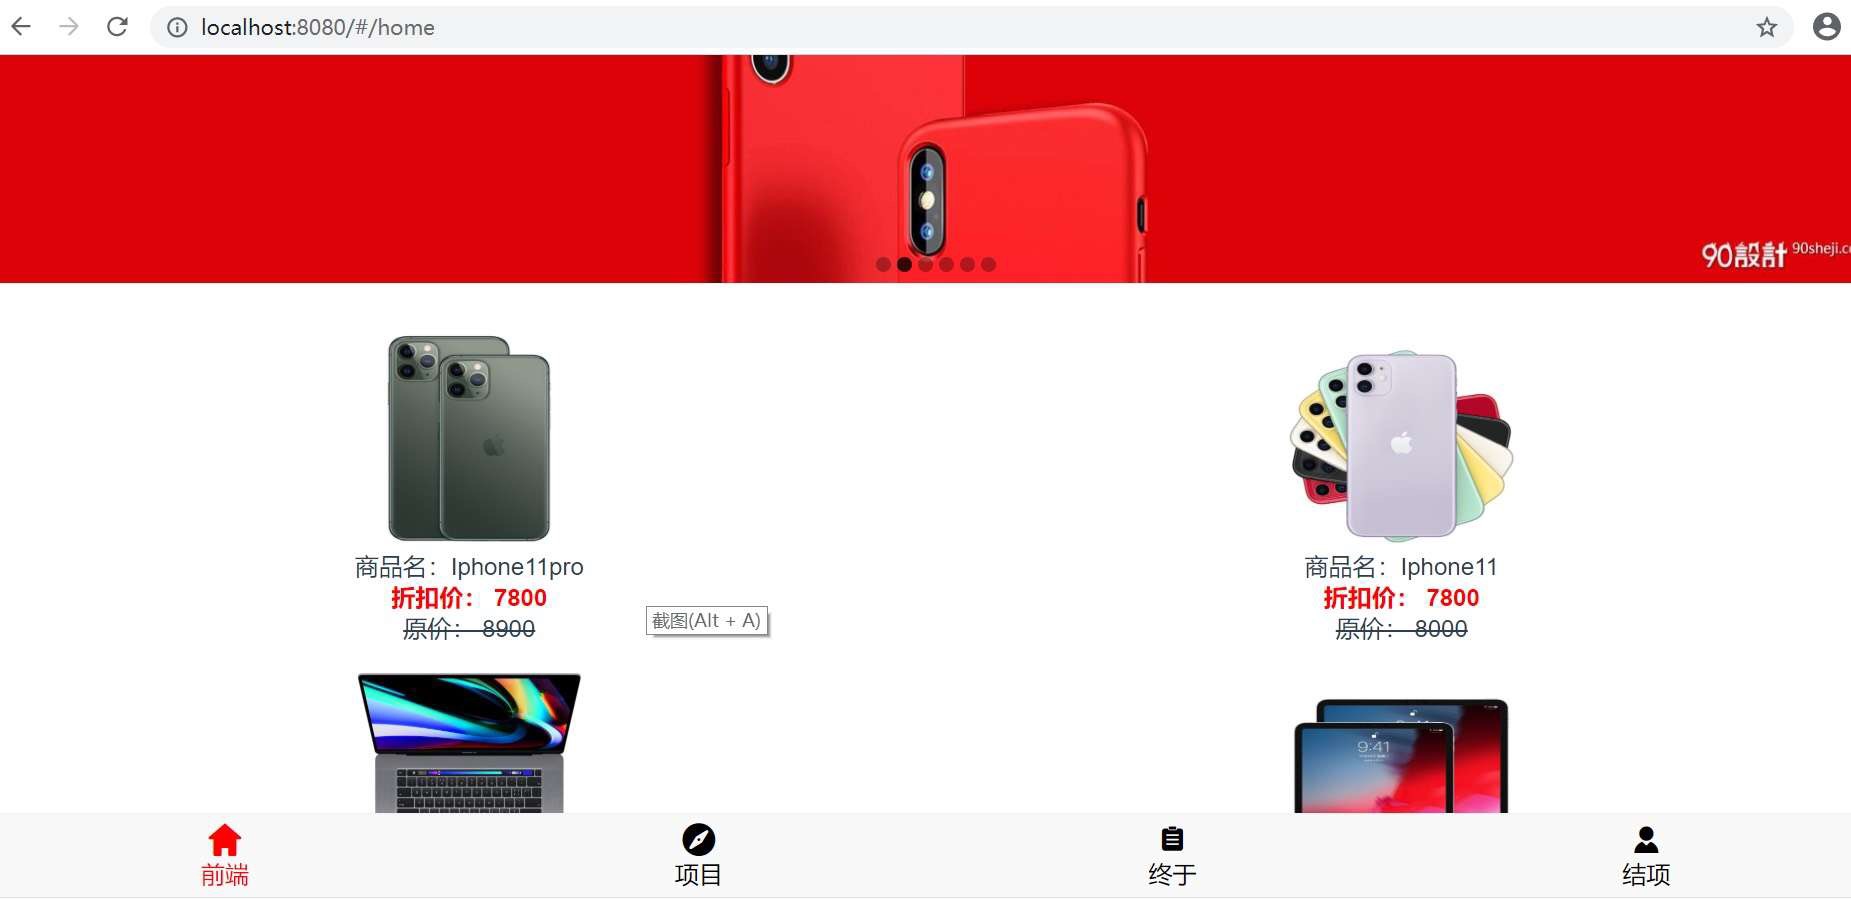 localhost:8080/#/home
90設計 90sheji.c
商品名：Iphone11pro
折扣价： 7800
原价： 8900
商品名：Iphone11
折扣价： 7800
原价： 8000
截图(Alt + A)
9:41
前端
项目
终于
结项